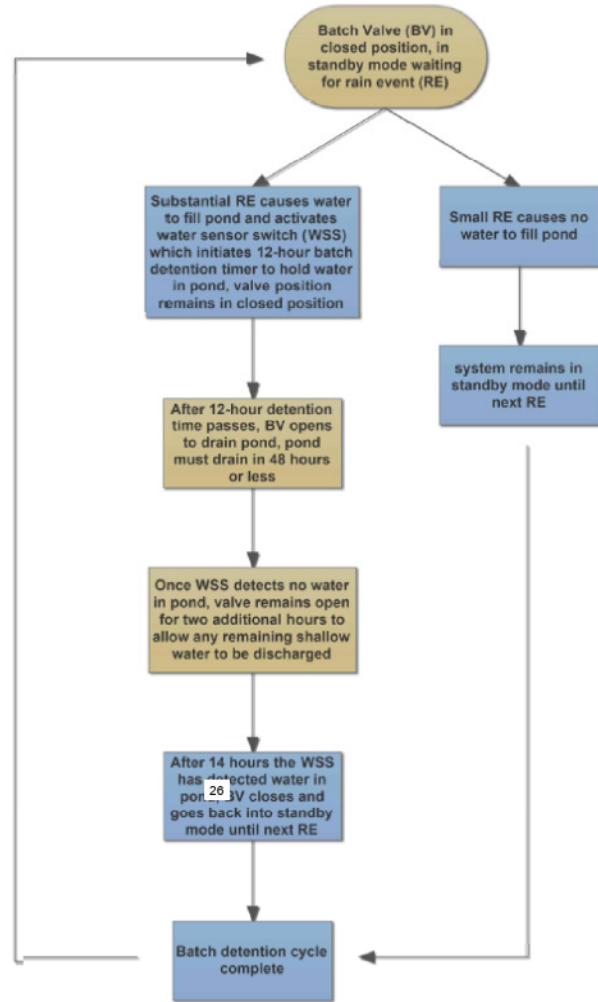 Batch Valve (BV) in
closed position, in
standby mode waiting
for rain event (RE)
Substantial RE causes water
to fill pond and activates
water sensor switch (WSS)
which initiates 12-hour batch
detention timer to hold water
in pond, valve position
remains in closed position
Small RE causes no
water to fill pond
system remains in
standby mode until
next RE
After 12-hour detention
time passes, BV opens
to drain pond, pond
must drain in 48 hours
or less
Once WSS detects no water
in pond, valve remains open
for two additional hours to
allow any remaining shallow
water to be discharged
After 14 hours the WSS
has detected water in
pond, BV closes and
goes back into standby
mode until next RE
26
Batch detention cycle
complete